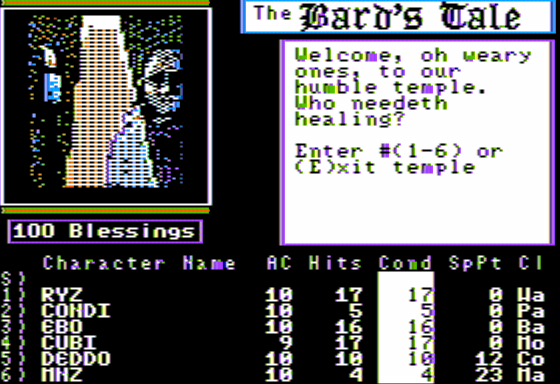 The Bard's Tale
Welcome, oh weary
ones, to our
humble temple.
Who needeth
healing?
Enter #(1-6) or
(E)xit temple
100 Blessings
Character Name AC Hits Cond SpPt Cl
S)
1) RYZ 10 17 17 0 Wa
2) CONDI 10 5 5 0 Pa
3) EBO 10 16 16 0 Ba
4) CUBI 9 17 17 0 Mo
5) DEDDO 10 10 10 12 Co
6) MNZ 10 4 4 23 Ma